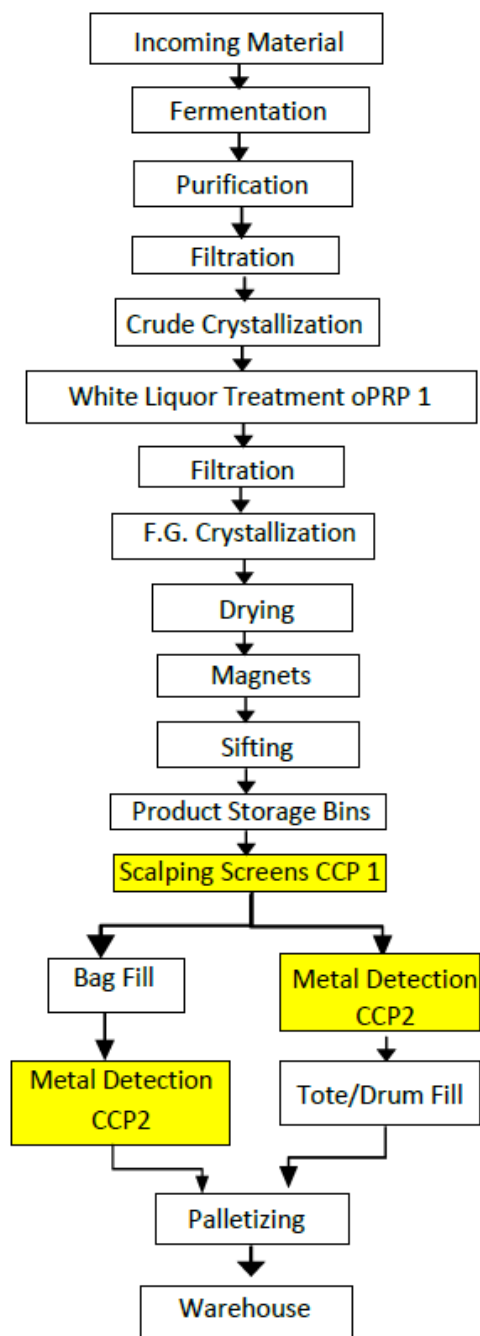 Incoming Material
Fermentation
Purification
Filtration
Crude Crystallization
White Liquor Treatment oPRP 1
Filtration
F.G. Crystallization
Drying
Magnets
Sifting
Product Storage Bins
Scalping Screens CCP 1
Bag Fill
Metal Detection
CCP2
Metal Detection
CCP2
Tote/Drum Fill
Palletizing
Warehouse